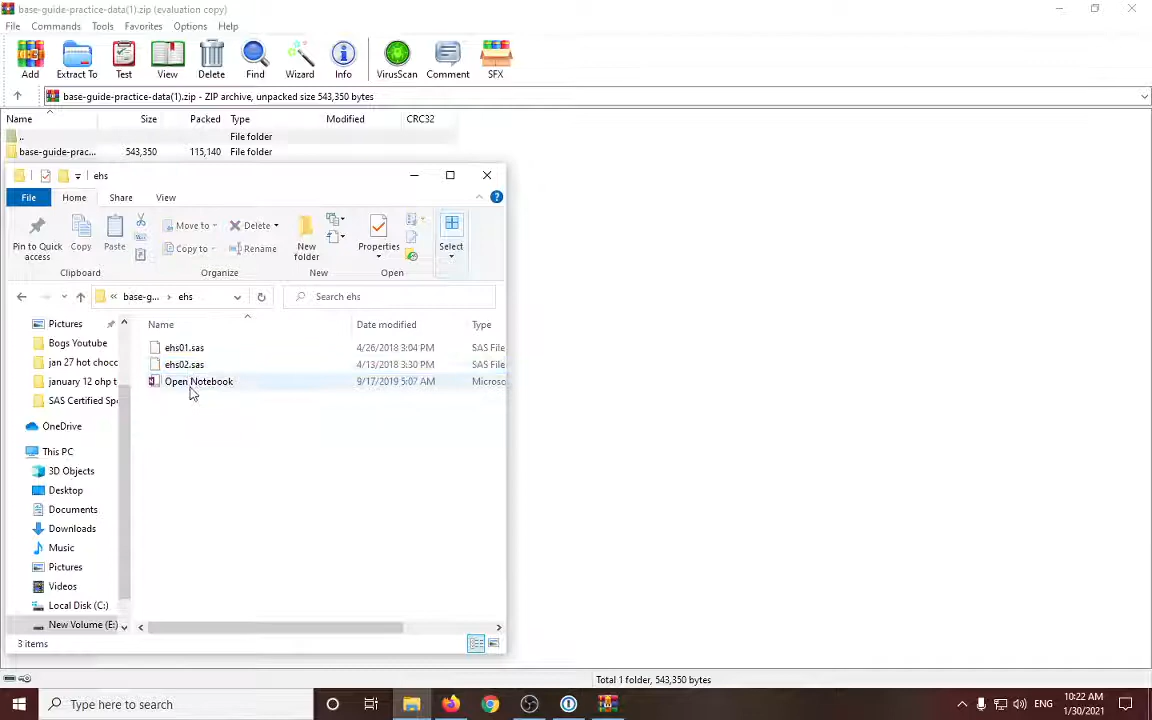 base-guide-practice-data(1).zip (evaluation copy)
File Commands Tools Favorites Options Help
Add Extract To Test View Delete Find Wizard Info VirusScan Comment SFX
base-guide-practice-data(1).zip - ZIP archive, unpacked size 543,350 bytes
Name Size Packed Type Modified CRC32
.. File folder
base-guide-prac... 543,350 115,140 File folder
ehs
File Home Share View
Pin to Quick access Copy Paste Move to Copy to Delete Rename New folder Properties Select
Clipboard Organize New Open
« base-g... › ehs Search ehs
Name Date modified Type
ehs01.sas 4/26/2018 3:04 PM SAS File
ehs02.sas 4/13/2018 3:30 PM SAS File
Open Notebook 9/17/2019 5:07 AM Microso
Pictures
Bogs Youtube
jan 27 hot chocc
january 12 ohp t
SAS Certified Spe
OneDrive
This PC
3D Objects
Desktop
Documents
Downloads
Music
Pictures
Videos
Local Disk (C:)
New Volume (E:)
3 items
Total 1 folder, 543,350 bytes
Type here to search
ENG
10:22 AM
1/30/2021